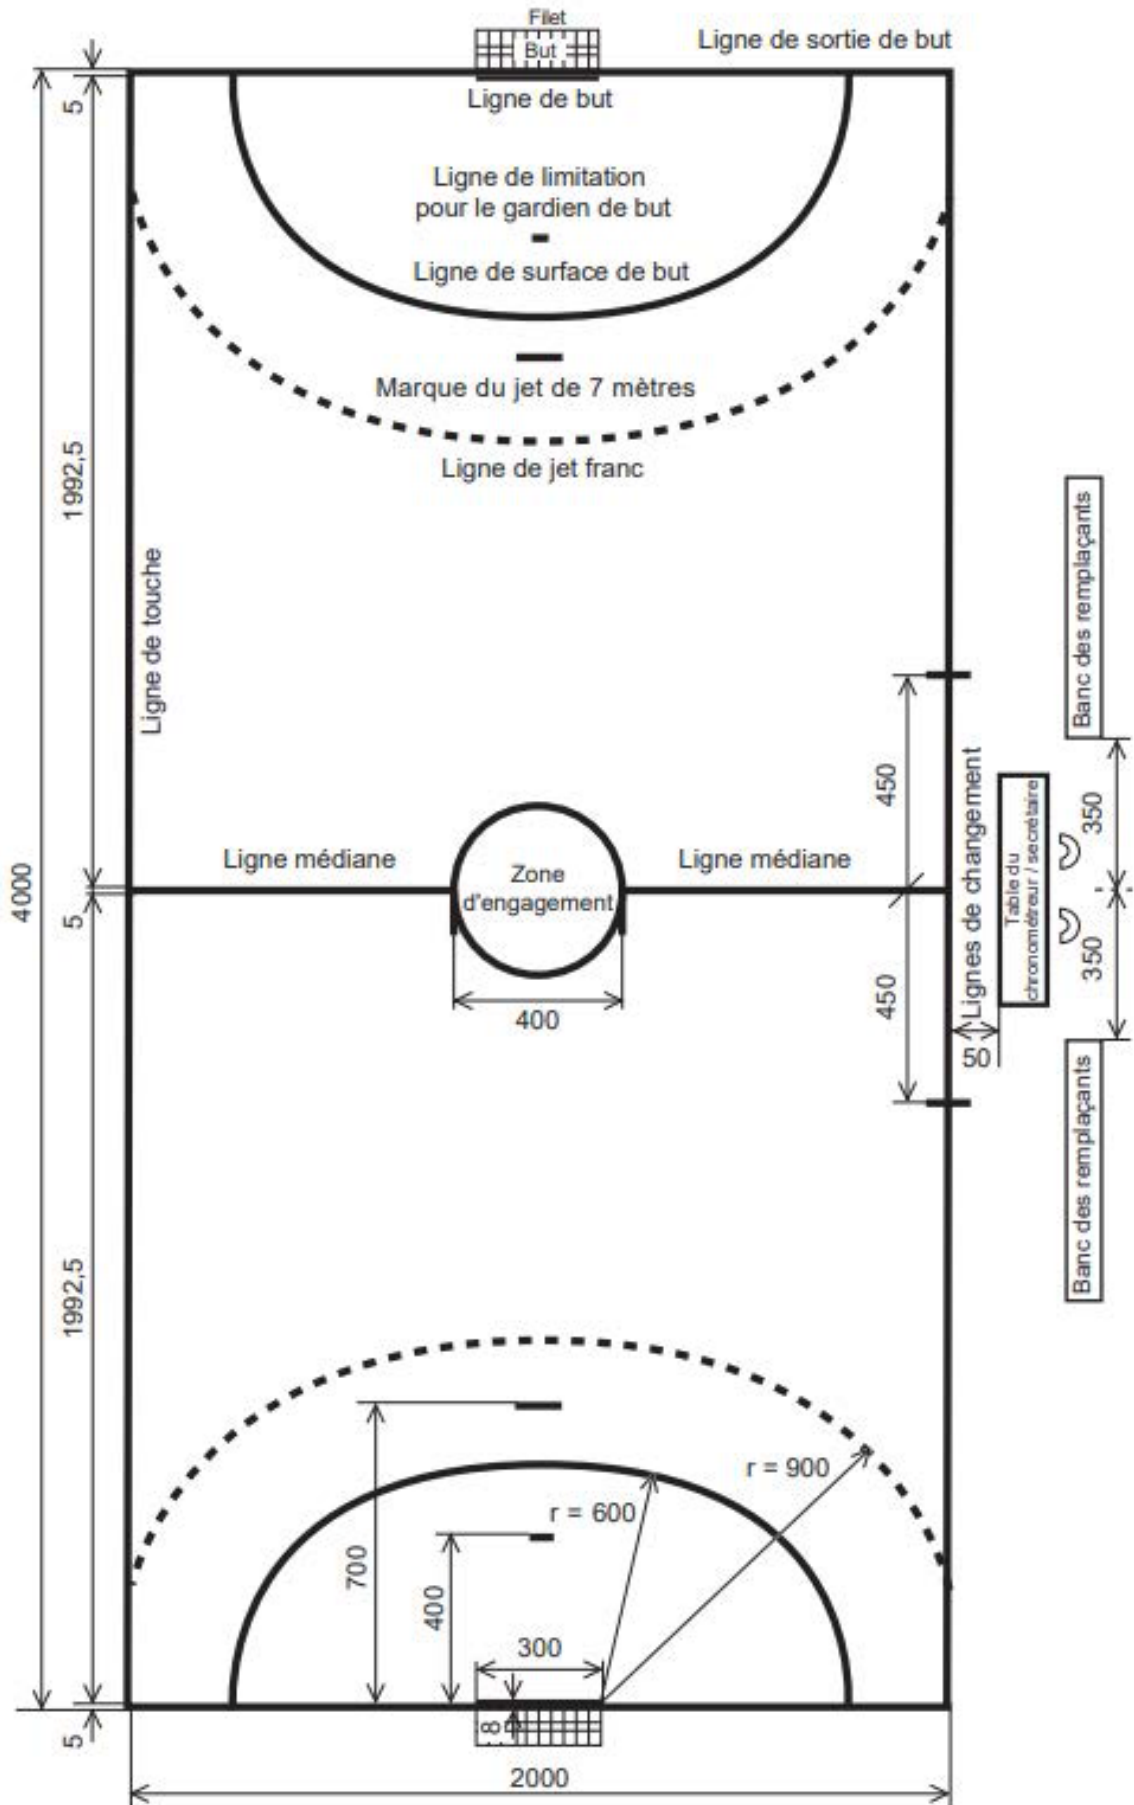 Filet
But
Ligne de sortie de but
5
Ligne de but
Ligne de limitation
pour le gardien de but
Ligne de surface de but
Marque du jet de 7 mètres
Ligne de jet franc
1992,5
Ligne de touche
Banc des remplaçants
450
Lignes de changement
Table du
chronométreur / secrétaire
350
4000
Ligne médiane
Zone
d'engagement
Ligne médiane
5
400
450
350
50
Banc des remplaçants
1992,5
r = 900
r = 600
700
400
300
8
5
2000